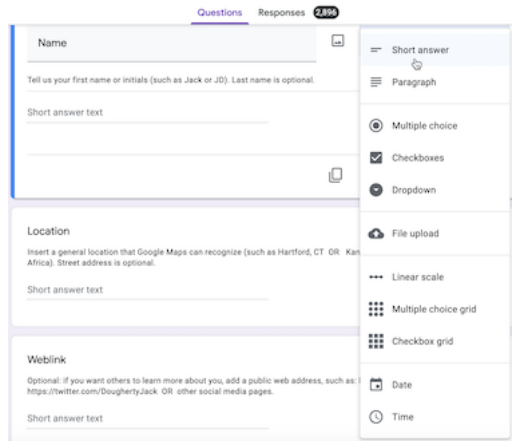 Questions Responses 2,896
Name
Tell us your first name or initials (such as Jack or JD). Last name is optional.
Short answer text
Location
Insert a general location that Google Maps can recognize (such as Hartford, CT OR Kan
Africa). Street address is optional.
Short answer text
Weblink
Optional: if you want others to learn more about you, add a public web address, such as:
https://twitter.com/DoughertyJack OR other social media pages.
Short answer text
Short answer
Paragraph
Multiple choice
Checkboxes
Dropdown
File upload
Linear scale
Multiple choice grid
Checkbox grid
Date
Time